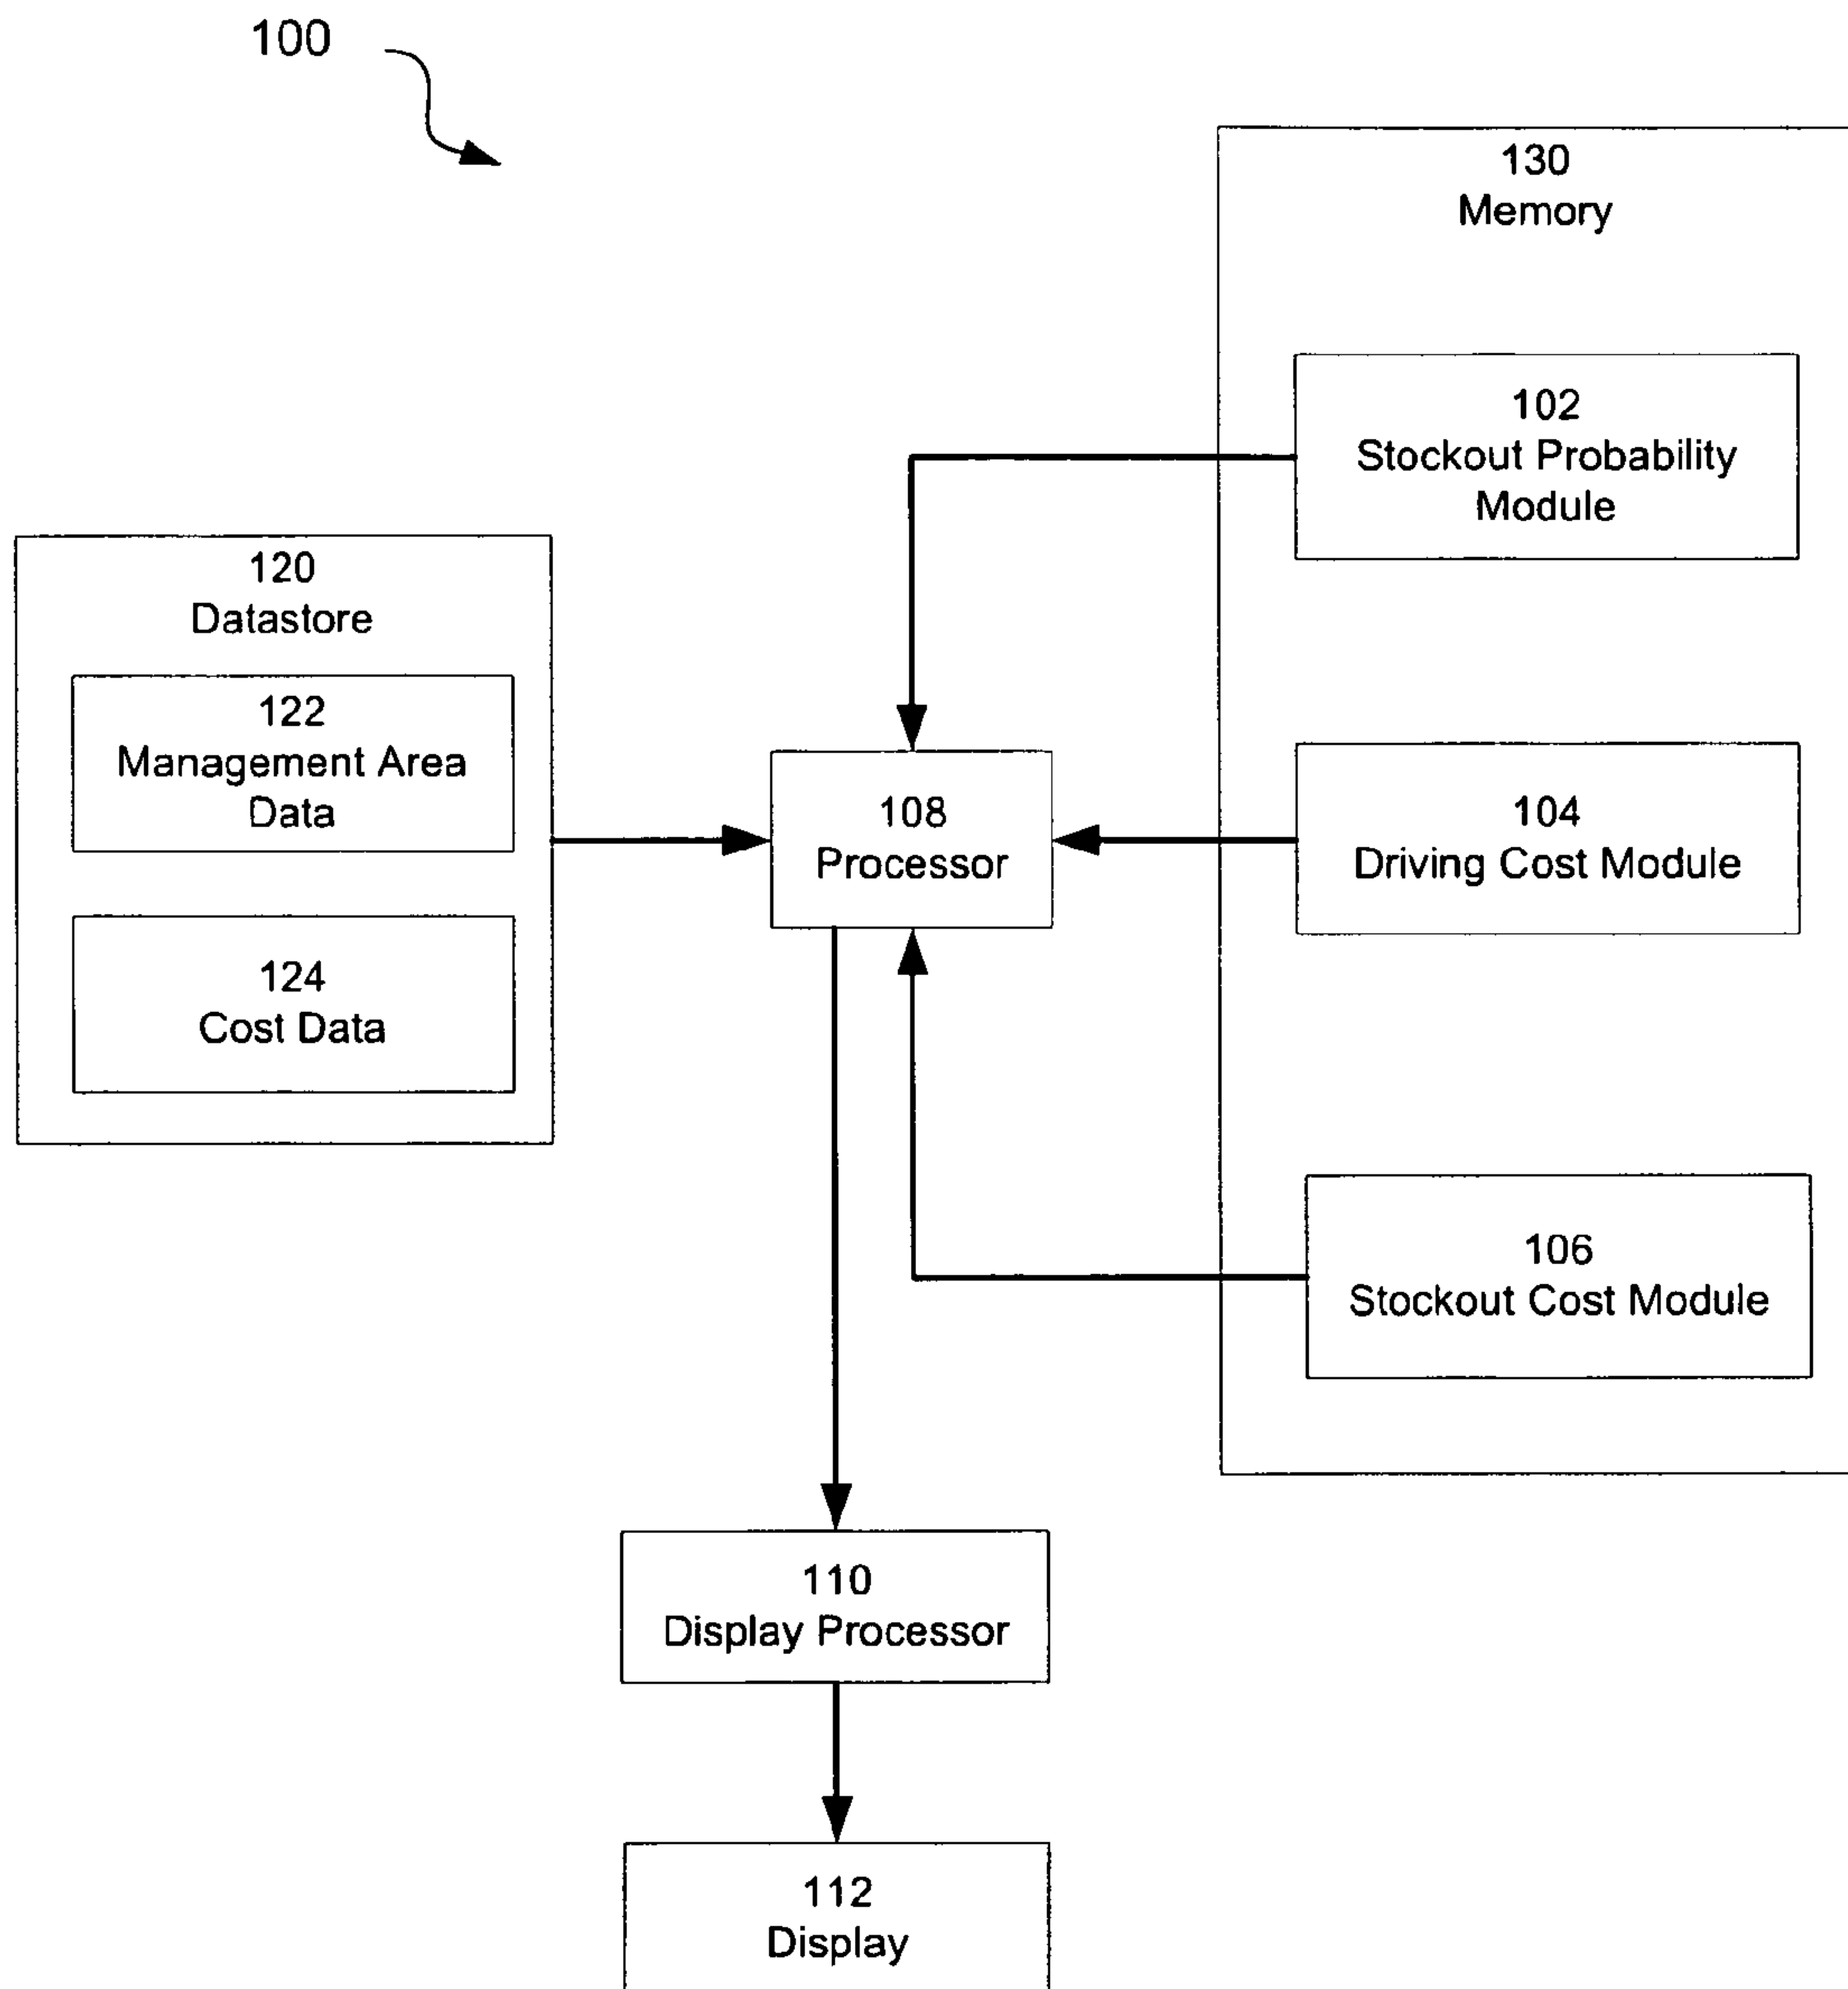 100
130
Memory
102
Stockout Probability
Module
120
Datastore
122
Management Area
Data
108
Processor
104
Driving Cost Module
124
Cost Data
106
Stockout Cost Module
110
Display Processor
112
Display